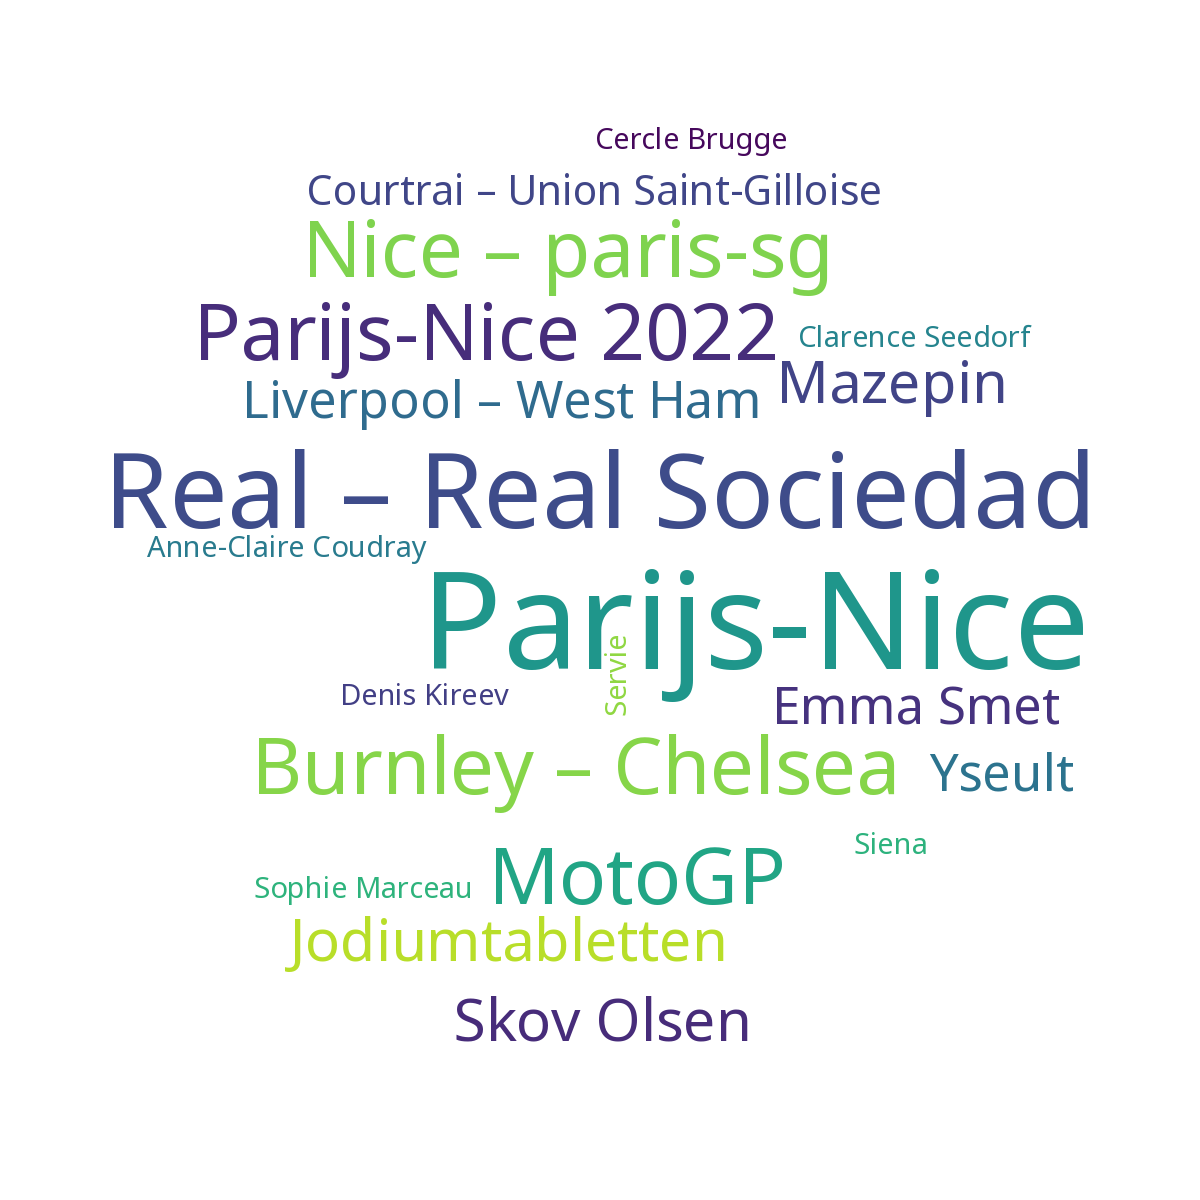 Cercle Brugge
Courtrai – Union Saint-Gilloise
Nice – paris-sg
Parijs-Nice 2022
Clarence Seedorf
Mazepin
Liverpool – West Ham
Real – Real Sociedad
Anne-Claire Coudray
Parijs-Nice
Servie
Denis Kireev
Emma Smet
Burnley – Chelsea
Yseult
Siena
MotoGP
Sophie Marceau
Jodiumtabletten
Skov Olsen